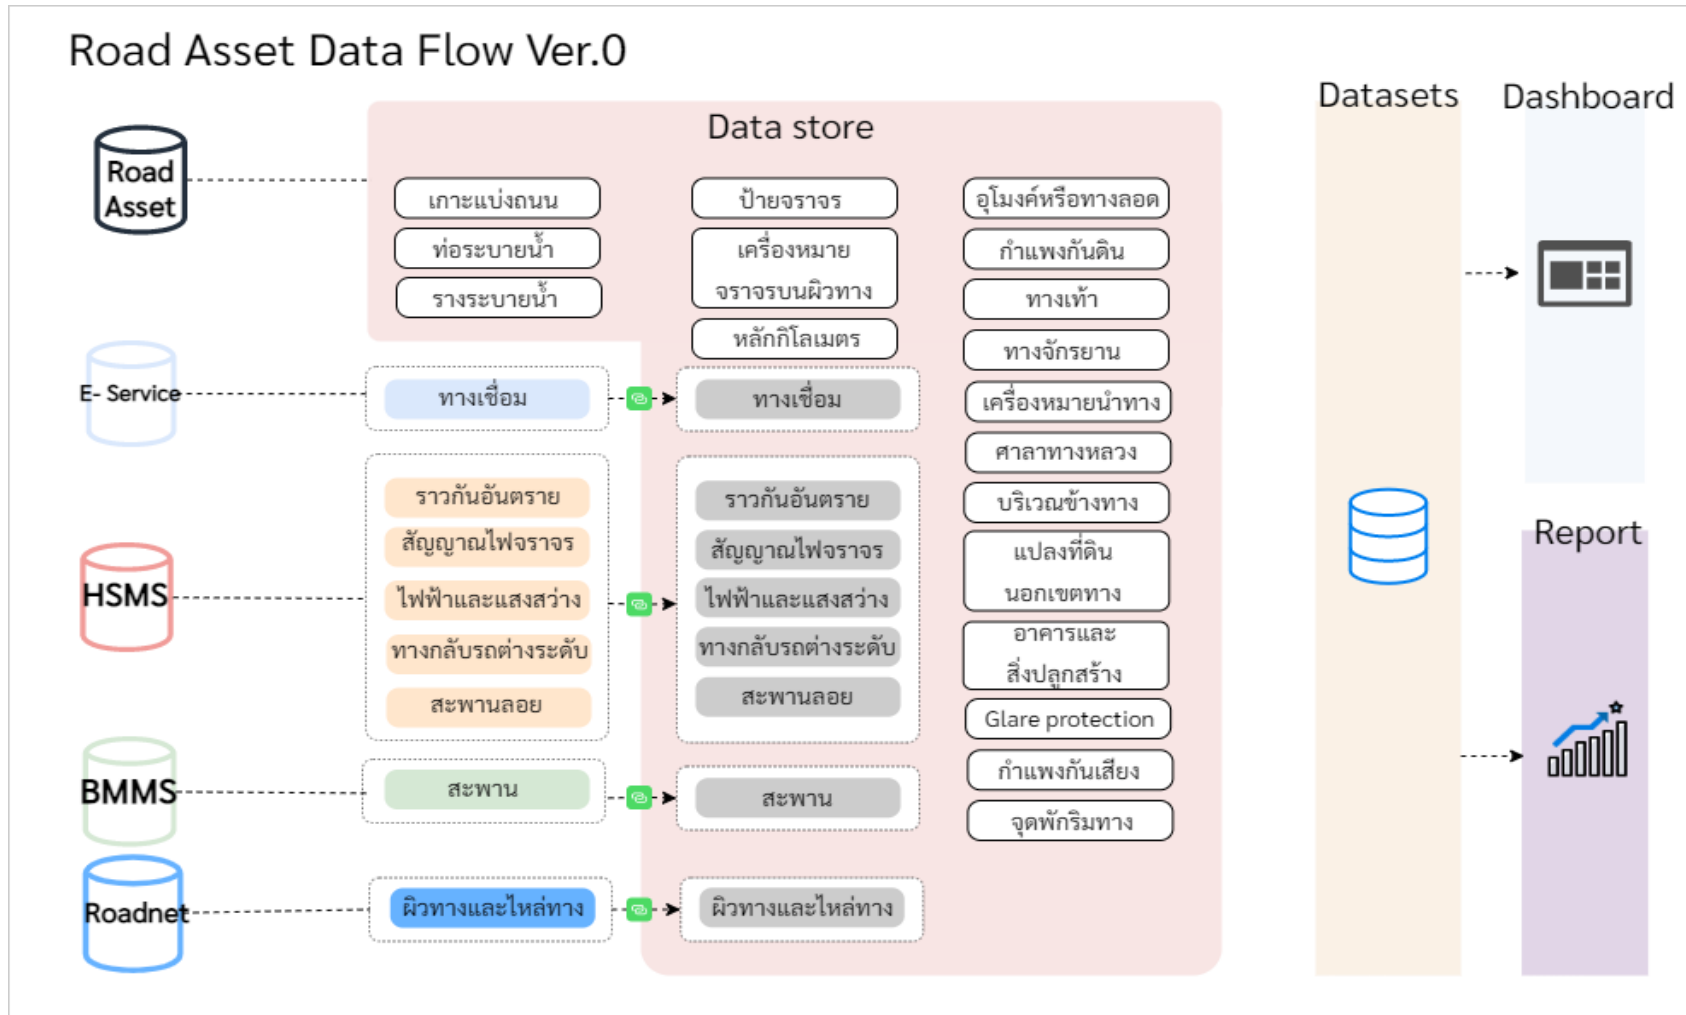 Road Asset Data Flow Ver.0
Datasets
Dashboard
Data store
Road
Asset
เกาะแบ่งถนน
ท่อระบายน้ำ
รางระบายน้ำ
ป้ายจราจร
เครื่องหมาย
จราจรบนผิวทาง
หลักกิโลเมตร
อุโมงค์หรือทางลอด
กำแพงกันดิน
ทางเท้า
ทางจักรยาน
เครื่องหมายนำทาง
ศาลาทางหลวง
บริเวณข้างทาง
แปลงที่ดิน
นอกเขตทาง
อาคารและ
สิ่งปลูกสร้าง
Glare protection
กำแพงกันเสียง
จุดพักริมทาง
E- Service
ทางเชื่อม
ทางเชื่อม
HSMS
ราวกันอันตราย
สัญญาณไฟจราจร
ไฟฟ้าและแสงสว่าง
ทางกลับรถต่างระดับ
สะพานลอย
ราวกันอันตราย
สัญญาณไฟจราจร
ไฟฟ้าและแสงสว่าง
ทางกลับรถต่างระดับ
สะพานลอย
BMMS
สะพาน
สะพาน
Roadnet
ผิวทางและไหล่ทาง
ผิวทางและไหล่ทาง
Report